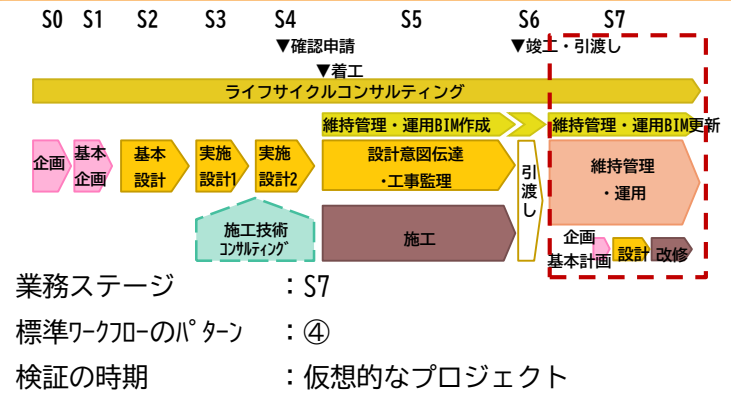 S0 S1 S2 S3 S4 S5 S6 S7
▼確認申請 ▼竣工・引渡し
▼着工
ライフサイクルコンサルティング
維持管理・運用BIM作成 維持管理・運用BIM更新
企画
基本
企画
基本
設計
実施
設計1
実施
設計2
設計意図伝達
・工事監理
引渡し
維持管理
・運用
施工技術
ｺﾝｻﾙﾃｨﾝｸﾞ
施工
企画
基本計画
設計
改修
業務ステージ ：S7
標準ﾜｰｸﾌﾛｰのﾊﾟﾀｰﾝ ：④
検証の時期 ：仮想的なプロジェクト